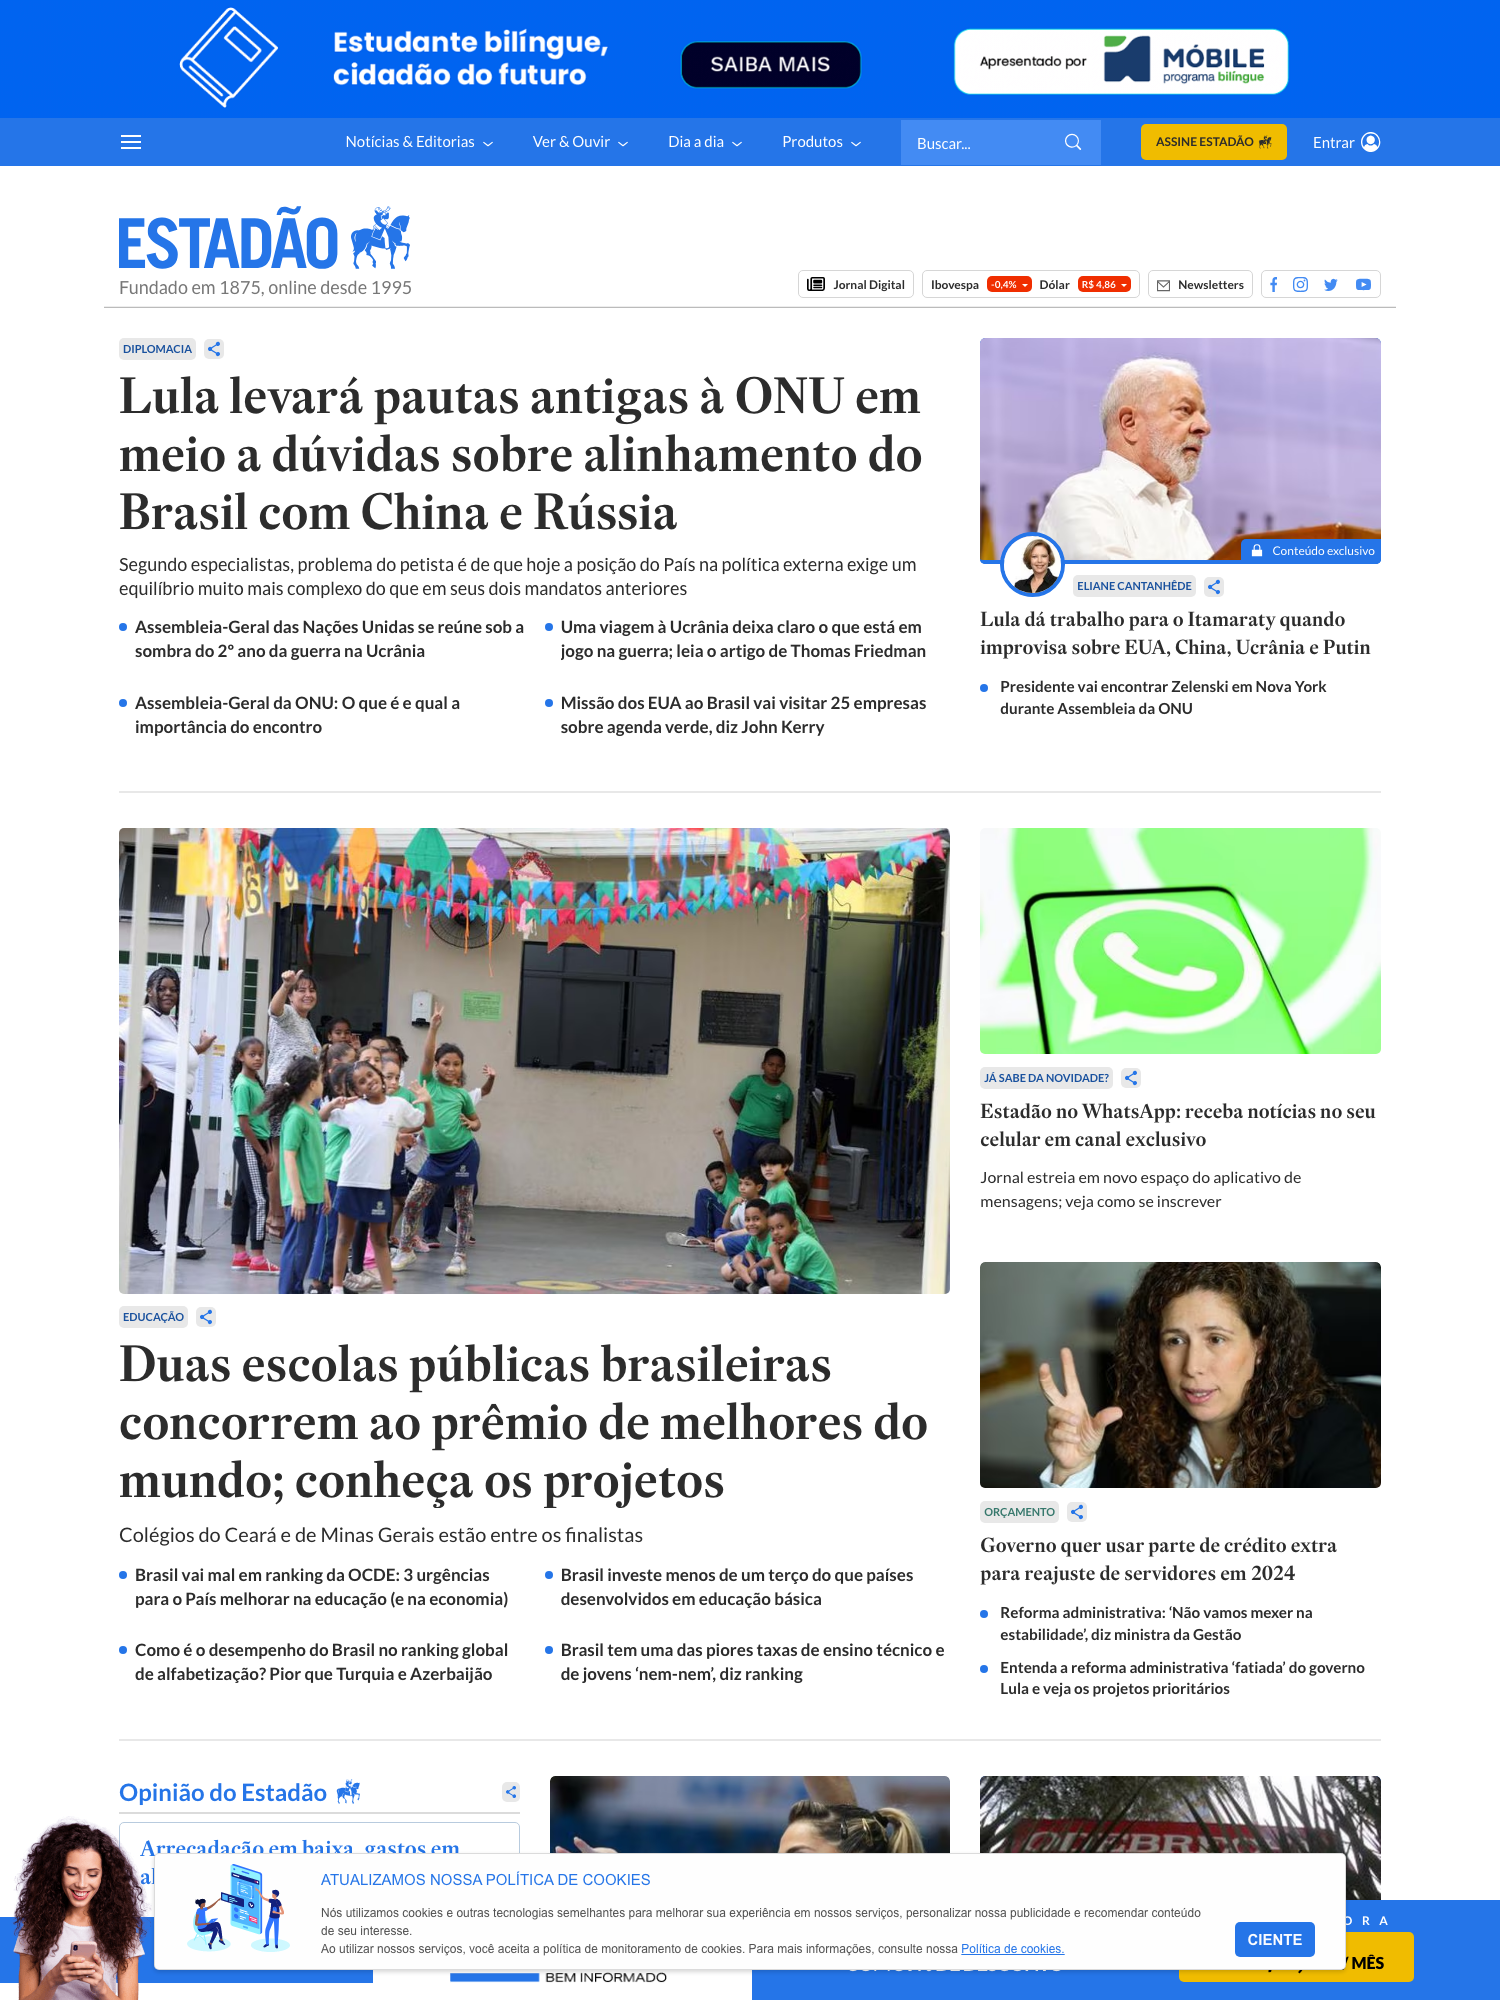 Estudante bilíngue,
cidadão do futuro
SAIBA MAIS
Apresentado por
MÓBILE
programa bilíngue
Notícias & Editorias
Ver & Ouvir
Dia a dia
Produtos
Buscar...
ASSINE ESTADÃO
Entrar
ESTADÃO
Fundado em 1875, online desde 1995
Jornal Digital
Ibovespa -0,4% Dólar R$ 4,86
Newsletters
DIPLOMACIA
Lula levará pautas antigas à ONU em
meio a dúvidas sobre alinhamento do
Brasil com China e Rússia
Segundo especialistas, problema do petista é de que hoje a posição do País na política externa exige um
equilíbrio muito mais complexo do que em seus dois mandatos anteriores
Assembleia-Geral das Nações Unidas se reúne sob a
sombra do 2º ano da guerra na Ucrânia
Uma viagem à Ucrânia deixa claro o que está em
jogo na guerra; leia o artigo de Thomas Friedman
Assembleia-Geral da ONU: O que é e qual a
importância do encontro
Missão dos EUA ao Brasil vai visitar 25 empresas
sobre agenda verde, diz John Kerry
Conteúdo exclusivo
ELIANE CANTANHÊDE
Lula dá trabalho para o Itamaraty quando
improvisa sobre EUA, China, Ucrânia e Putin
Presidente vai encontrar Zelenski em Nova York
durante Assembleia da ONU
EDUCAÇÃO
Duas escolas públicas brasileiras
concorrem ao prêmio de melhores do
mundo; conheça os projetos
Colégios do Ceará e de Minas Gerais estão entre os finalistas
Brasil vai mal em ranking da OCDE: 3 urgências
para o País melhorar na educação (e na economia)
Brasil investe menos de um terço do que países
desenvolvidos em educação básica
Como é o desempenho do Brasil no ranking global
de alfabetização? Pior que Turquia e Azerbaijão
Brasil tem uma das piores taxas de ensino técnico e
de jovens ‘nem-nem’, diz ranking
JÁ SABE DA NOVIDADE?
Estadão no WhatsApp: receba notícias no seu
celular em canal exclusivo
Jornal estreia em novo espaço do aplicativo de
mensagens; veja como se inscrever
ORÇAMENTO
Governo quer usar parte de crédito extra
para reajuste de servidores em 2024
Reforma administrativa: ‘Não vamos mexer na
estabilidade’, diz ministra da Gestão
Entenda a reforma administrativa ‘fatiada’ do governo
Lula e veja os projetos prioritários
Opinião do Estadão
Arrecadação em baixa, gastos em
ATUALIZAMOS NOSSA POLÍTICA DE COOKIES
Nós utilizamos cookies e outras tecnologias semelhantes para melhorar sua experiência em nossos serviços, personalizar nossa publicidade e recomendar conteúdo
de seu interesse.
Ao utilizar nossos serviços, você aceita a política de monitoramento de cookies. Para mais informações, consulte nossa Política de cookies.
CIENTE
BEM INFORMADO
MÊS